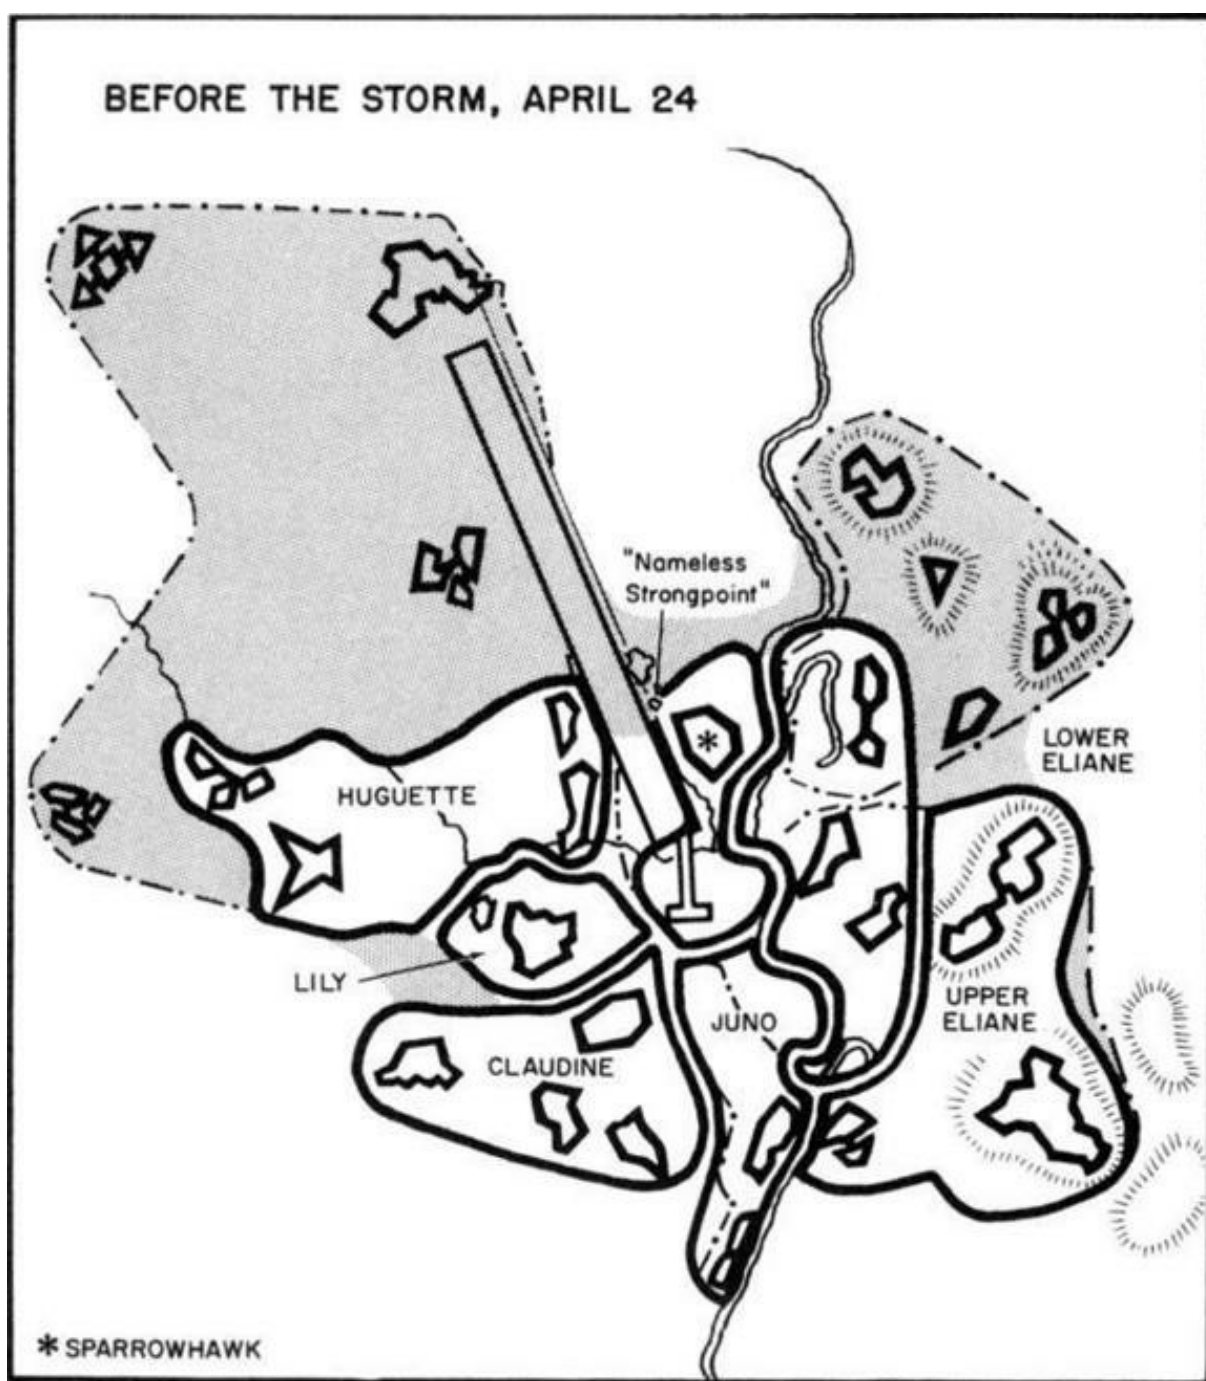 BEFORE THE STORM, APRIL 24
"Nameless
Strongpoint"
*
LOWER
ELIANE
HUGUETTE
LILY
UPPER
ELIANE
JUNO
CLAUDINE
* SPARROWHAWK